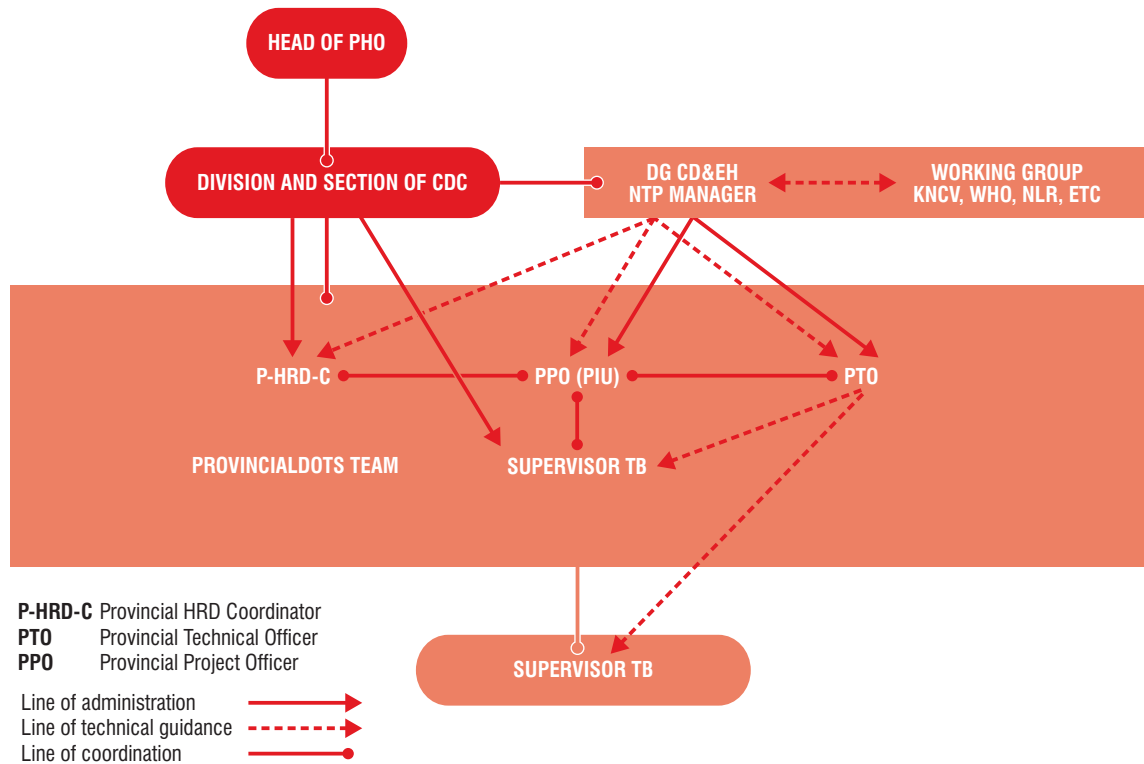 HEAD OF PHO
DIVISION AND SECTION OF CDC
DG CD&EH
NTP MANAGER
WORKING GROUP
KNCV, WHO, NLR, ETC
P-HRD-C
PPO (PIU)
PTO
PROVINCIALDOTS TEAM
SUPERVISOR TB
P-HRD-C Provincial HRD Coordinator
PTO Provincial Technical Officer
PPO Provincial Project Officer
SUPERVISOR TB
Line of administration
Line of technical guidance
Line of coordination